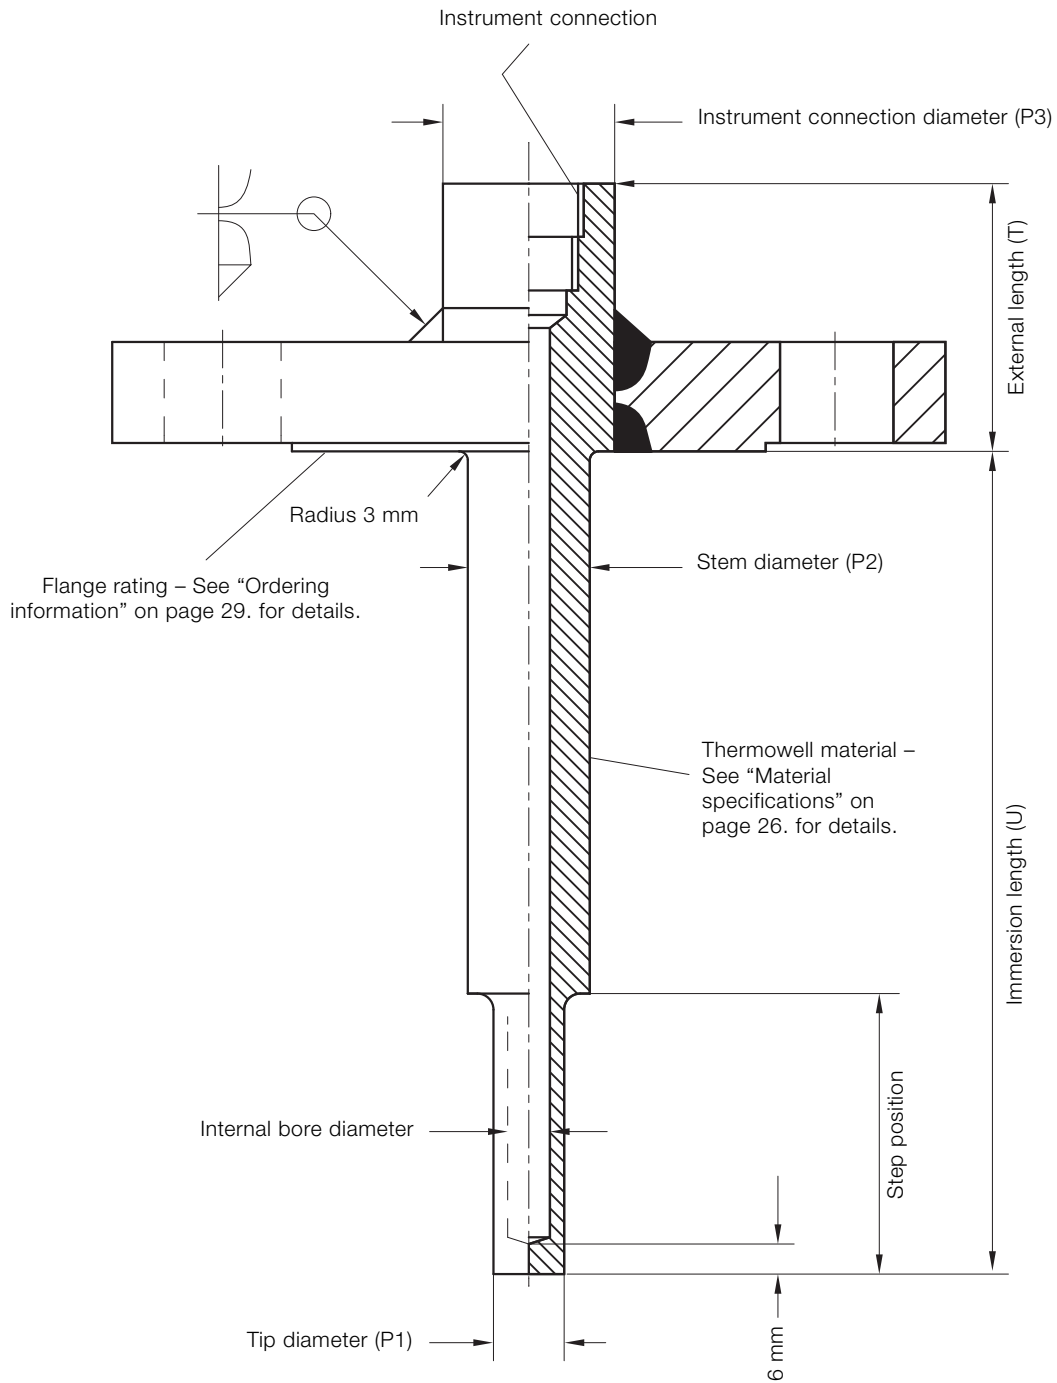 Instrument connection
Instrument connection diameter (P3)
External length (T)
Radius 3 mm
Stem diameter (P2)
Flange rating – See “Ordering
information” on page 29. for details.
Thermowell material –
See “Material
specifications” on
page 26. for details.
Immersion length (U)
Step position
Internal bore diameter
Tip diameter (P1)
6 mm